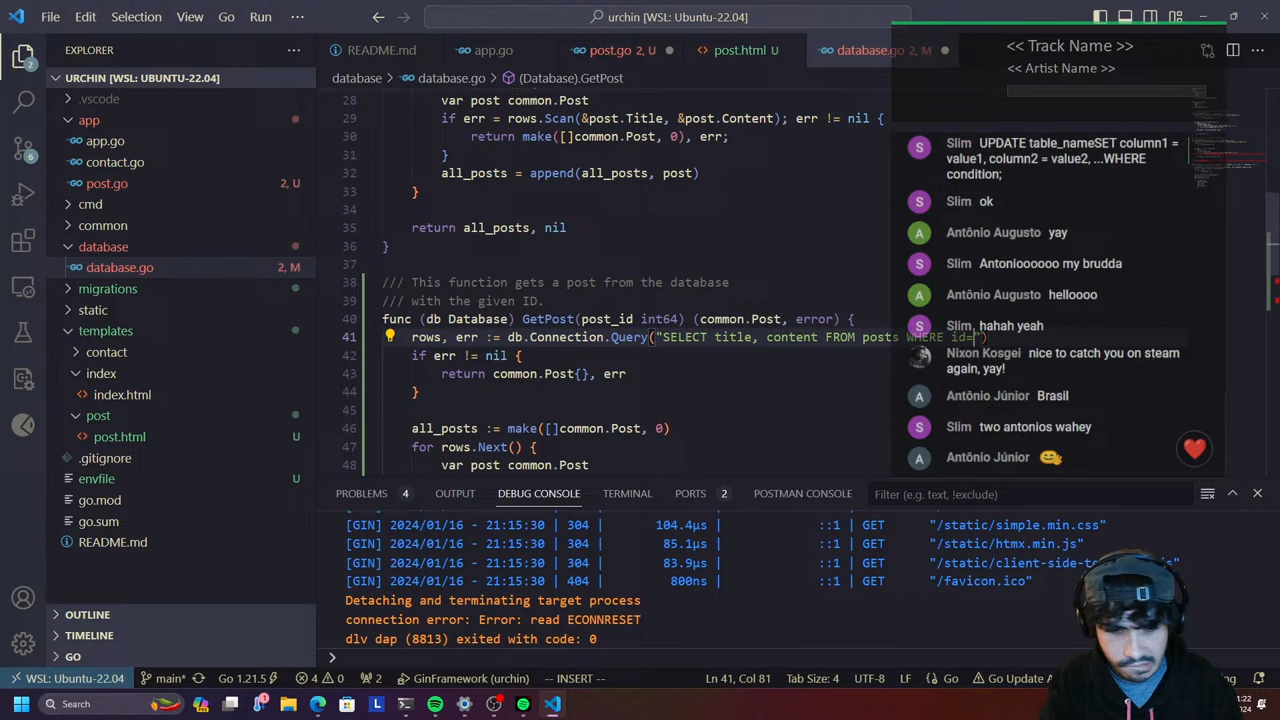 File Edit Selection View Go Run ···
urchin [WSL: Ubuntu-22.04]
EXPLORER
README.md app.go post.go 2, U post.html U database.go 2, M
URCHIN [WSL: UBUNTU-22.04]
.vscode
app
app.go
contact.go
post.go 2, U
cmd
common
database
database.go 2, M
migrations
static
templates
contact
index
index.html
post
post.html U
.gitignore
envfile U
go.mod
go.sum
README.md
OUTLINE
TIMELINE
GO
database > database.go > (Database).GetPost
28 var post common.Post
29 if err = rows.Scan(&post.Title, &post.Content); err != nil {
30 return make([]common.Post, 0), err;
31 }
32 all_posts = append(all_posts, post)
33 }
34
35 return all_posts, nil
36 }
37
38 /// This function gets a post from the database
39 /// with the given ID.
40 func (db Database) GetPost(post_id int64) (common.Post, error) {
41 rows, err := db.Connection.Query("SELECT title, content FROM posts WHERE id=")
42 if err != nil {
43 return common.Post{}, err
44 }
45
46 all_posts := make([]common.Post, 0)
47 for rows.Next() {
48 var post common.Post
<< Track Name >>
<< Artist Name >>
Slim UPDATE table_nameSET column1 =
value1, column2 = value2, ...WHERE
condition;
Slim ok
Antônio Augusto yay
Slim Antonioooooo my brudda
Antônio Augusto helloooo
Slim hahah yeah
Nixon Kosgei nice to catch you on steam
again, yay!
Antônio Júnior Brasil
Slim two antonios wahey
Antônio Júnior
PROBLEMS 4 OUTPUT DEBUG CONSOLE TERMINAL PORTS 2 POSTMAN CONSOLE Filter (e.g. text, !exclude)
[GIN] 2024/01/16 - 21:15:30 | 304 | 104.4µs | ::1 | GET "/static/simple.min.css"
[GIN] 2024/01/16 - 21:15:30 | 304 | 85.1µs | ::1 | GET "/static/htmx.min.js"
[GIN] 2024/01/16 - 21:15:30 | 304 | 83.9µs | ::1 | GET "/static/client-side-te
[GIN] 2024/01/16 - 21:15:30 | 404 | 800ns | ::1 | GET "/favicon.ico"
Detaching and terminating target process
connection error: Error: read ECONNRESET
dlv dap (8813) exited with code: 0
WSL: Ubuntu-22.04 main* Go 1.21.5 4 0 2 GinFramework (urchin) -- INSERT -- Ln 41, Col 81 Tab Size: 4 UTF-8 LF Go Go Update
Search